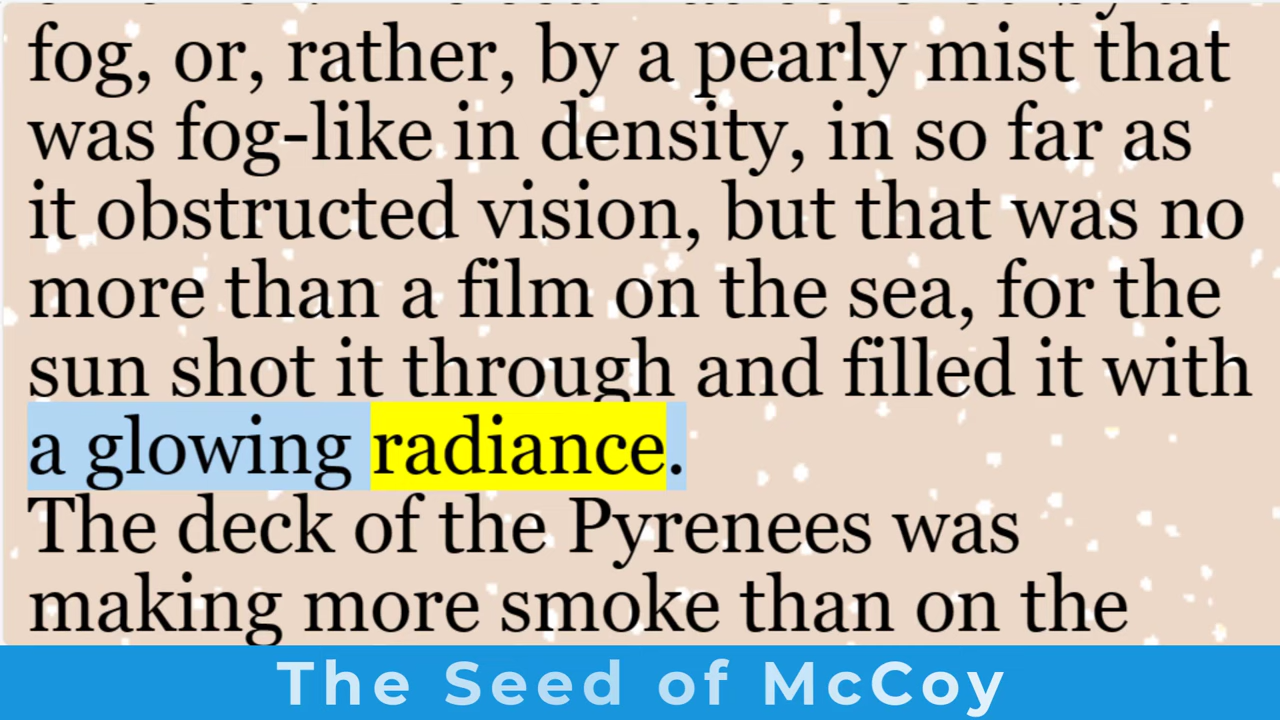 fog, or, rather, by a pearly mist that
was fog-like in density, in so far as
it obstructed vision, but that was no
more than a film on the sea, for the
sun shot it through and filled it with
a glowing radiance.
The deck of the Pyrenees was
making more smoke than on the
The Seed of McCoy